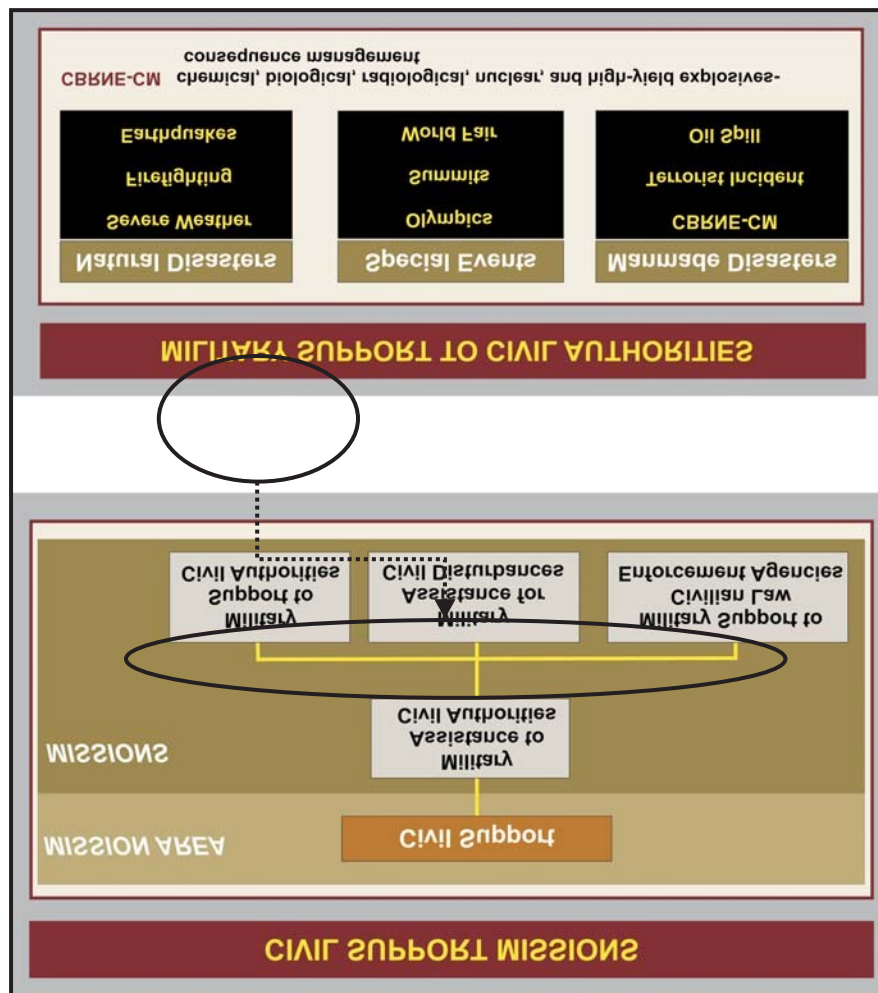 CIVIL SUPPORT MISSIONS
MISSION AREA
Civil Support
MISSIONS
Military
Assistance to
Civil Authorities
Military
Support to
Civil Authorities
Military
Assistance for
Civil Disturbances
Military Support to
Civilian Law
Enforcement Agencies
MILITARY SUPPORT TO CIVIL AUTHORITIES
Natural Disasters
Severe Weather
Firefighting
Earthquakes
Special Events
Olympics
Summits
World Fair
Manmade Disasters
CBRNE-CM
Terrorist Incident
Oil Spill
CBRNE-CM chemical, biological, radiological, nuclear, and high-yield explosives-
consequence management